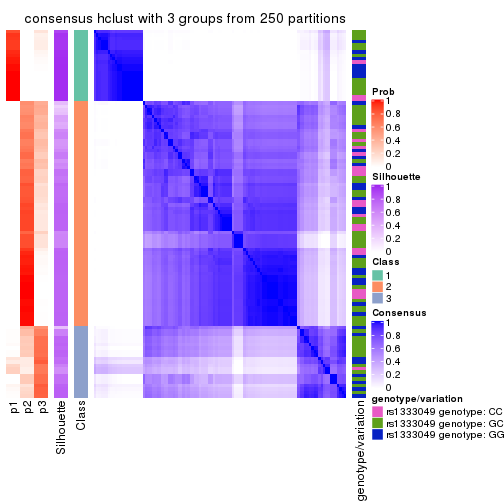 consensus hclust with 3 groups from 250 partitions
Prob
1
0.8
0.6
0.4
0.2
0
Silhouette
1
0.8
0.6
0.4
0.2
0
Class
1
2
3
Consensus
1
0.8
0.6
0.4
0.2
0
genotype/variation
rs1333049 genotype: CC
rs1333049 genotype: GC
rs1333049 genotype: GG
p1
p2
p3
Silhouette
Class
genotype/variation